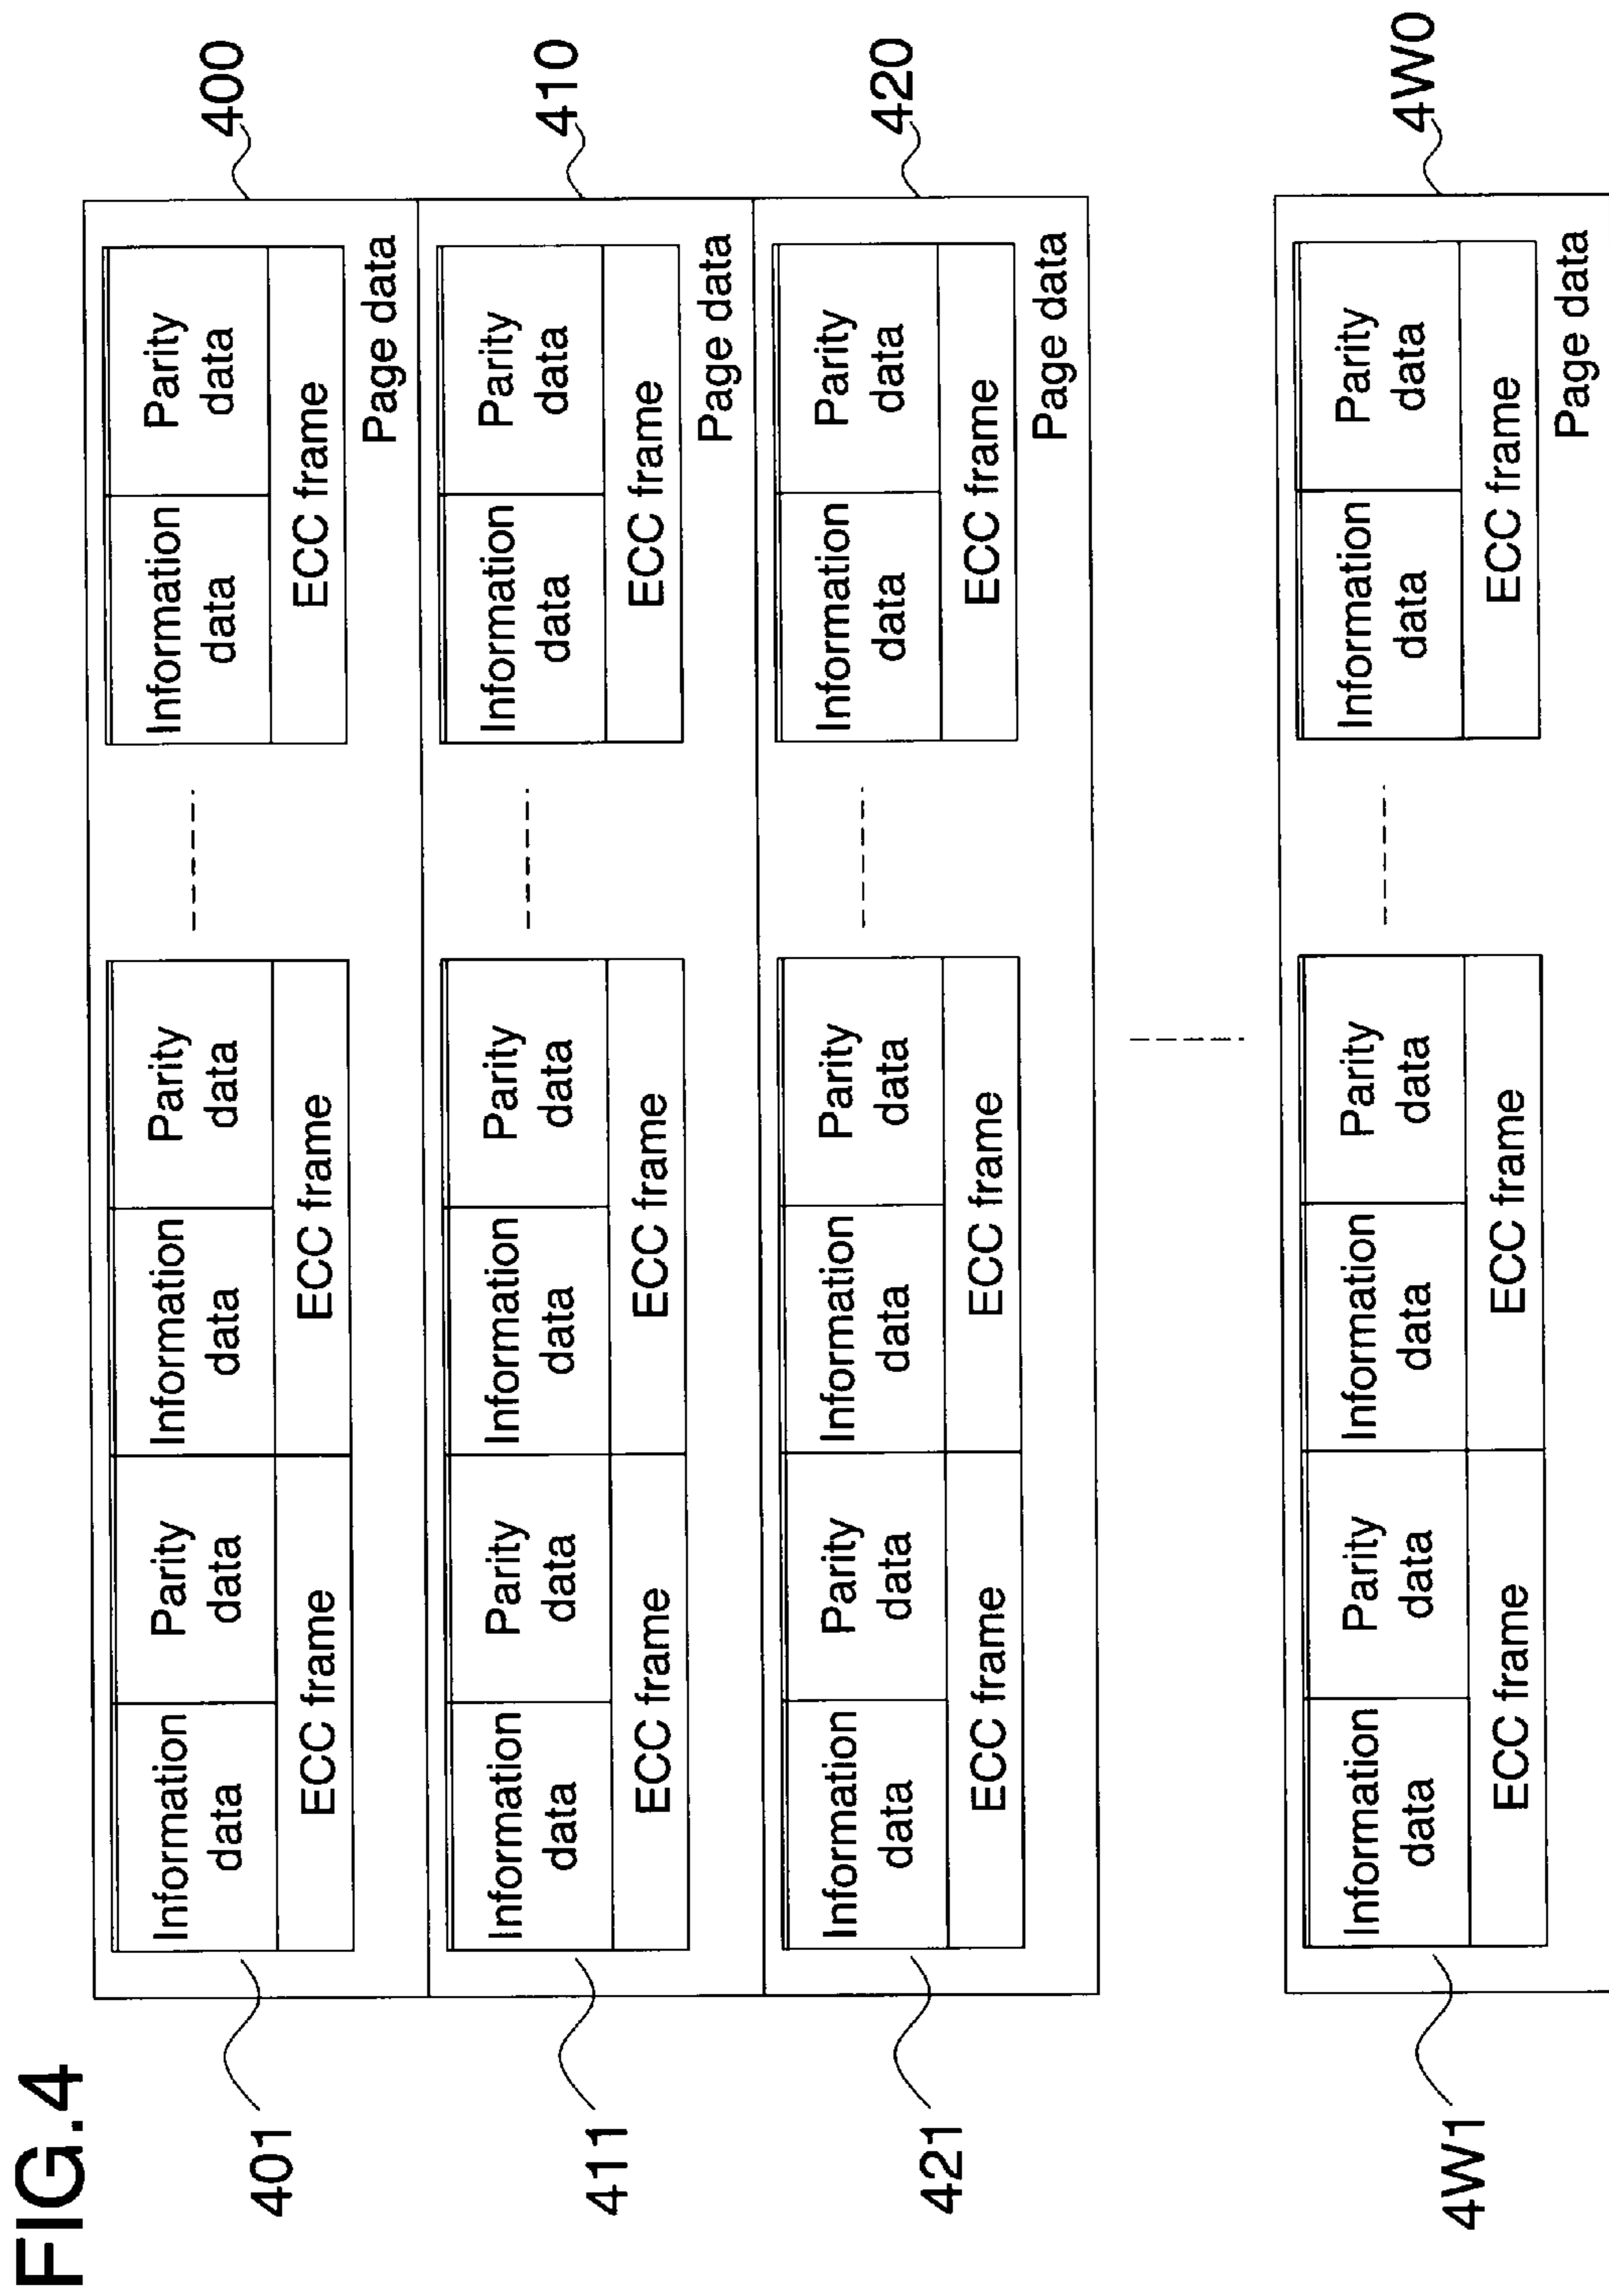 FIG.4
400
Information
data
Parity
data
Information
data
Parity
data
Information
data
Parity
data
ECC frame
ECC frame
ECC frame
Page data
401
410
Information
data
Parity
data
Information
data
Parity
data
Information
data
Parity
data
ECC frame
ECC frame
ECC frame
Page data
411
420
Information
data
Parity
data
Information
data
Parity
data
Information
data
Parity
data
ECC frame
ECC frame
ECC frame
Page data
421
4W0
Information
data
Parity
data
Information
data
Parity
data
Information
data
Parity
data
ECC frame
ECC frame
ECC frame
Page data
4W1